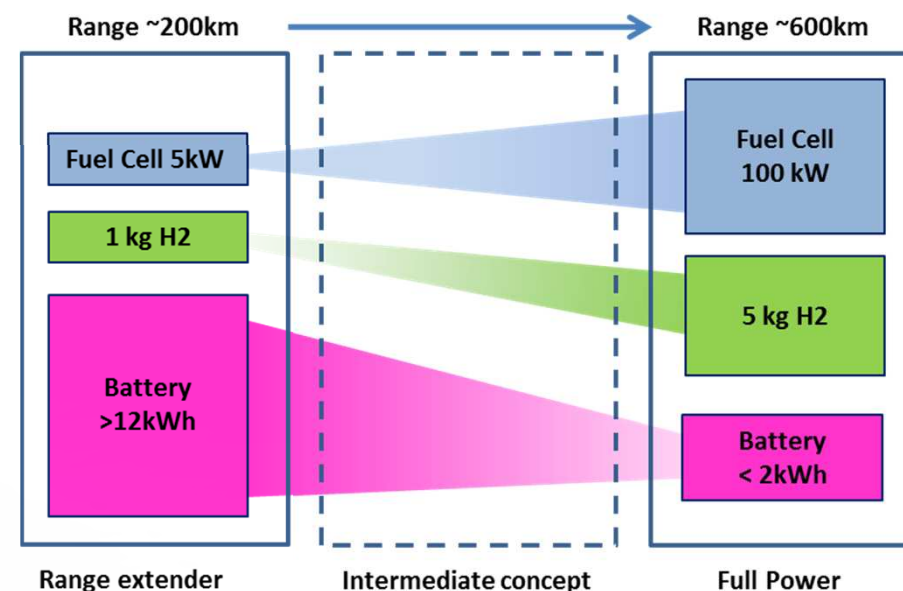 Range ~200km
Range ~600km
Fuel Cell 5kW
1 kg H2
Battery
>12kWh
Fuel Cell
100 kW
5 kg H2
Battery
< 2kWh
Range extender
Intermediate concept
Full Power